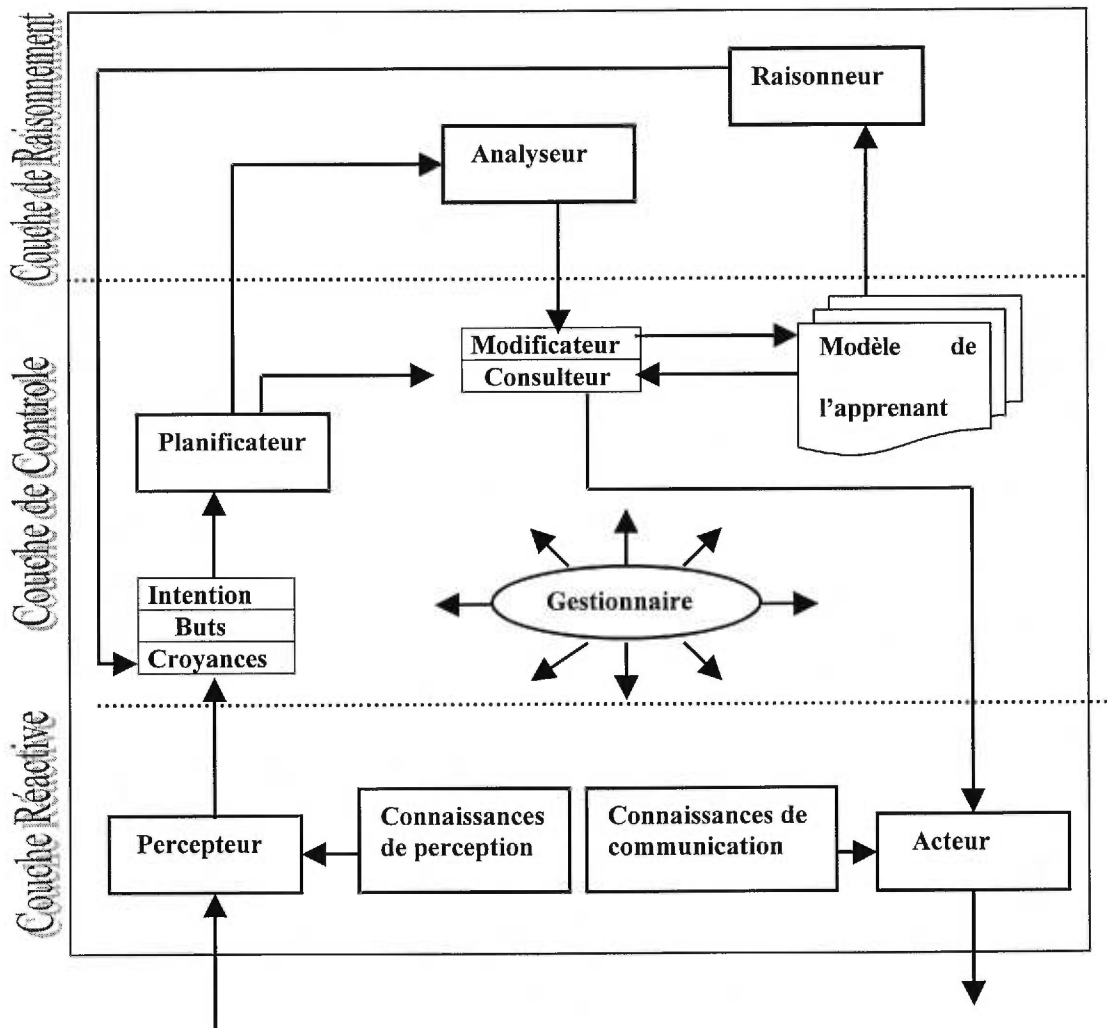 Couche de Raisonnement
Raisonneur
Analyseur
Couche de Controle
Modificateur
Consulteur
Modèle de
l'apprenant
Planificateur
Intention
Buts
Croyances
Gestionnaire
Couche Réactive
Percepteur
Connaissances
de perception
Connaissances de
communication
Acteur